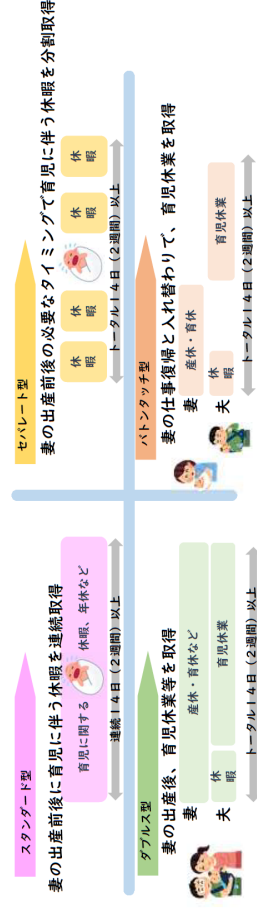 スタンダード型
妻の出産前後に育児に伴う休暇を連続取得
育児に関する 休暇、年休など
連続１４日（２週間）以上
セパレート型
妻の出産前後の必要なタイミングで育児に伴う休暇を分割取得
休暇
休暇
休暇
休暇
トータル１４日（２週間）以上
ダブルス型
妻の出産後、育児休業等を取得
妻
産休・育休など
夫
休暇
育児休業
トータル１４日（２週間）以上
バトンタッチ型
妻の仕事復帰と入れ替わりで、育児休業を取得
妻
産休・育休
夫
休暇
育児休業
トータル１４日（２週間）以上